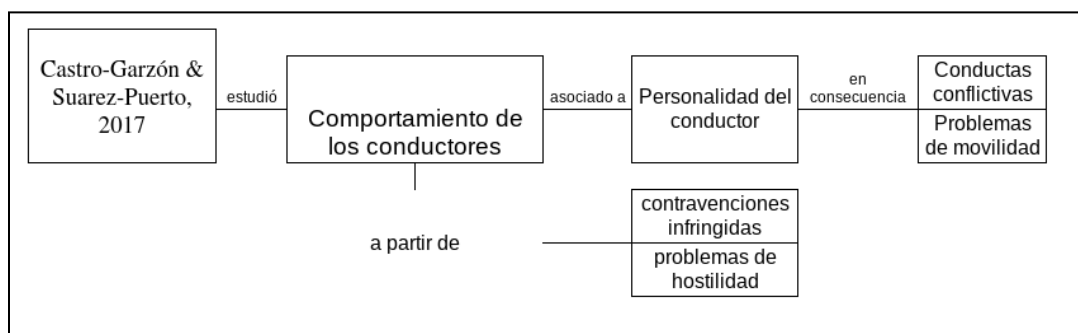 Castro-Garzón &
Suarez-Puerto,
2017
estudió
Comportamiento de
los conductores
asociado a
Personalidad del
conductor
en
consecuencia
Conductas
conflictivas
Problemas
de movilidad
a partir de
contravenciones
infringidas
problemas de
hostilidad